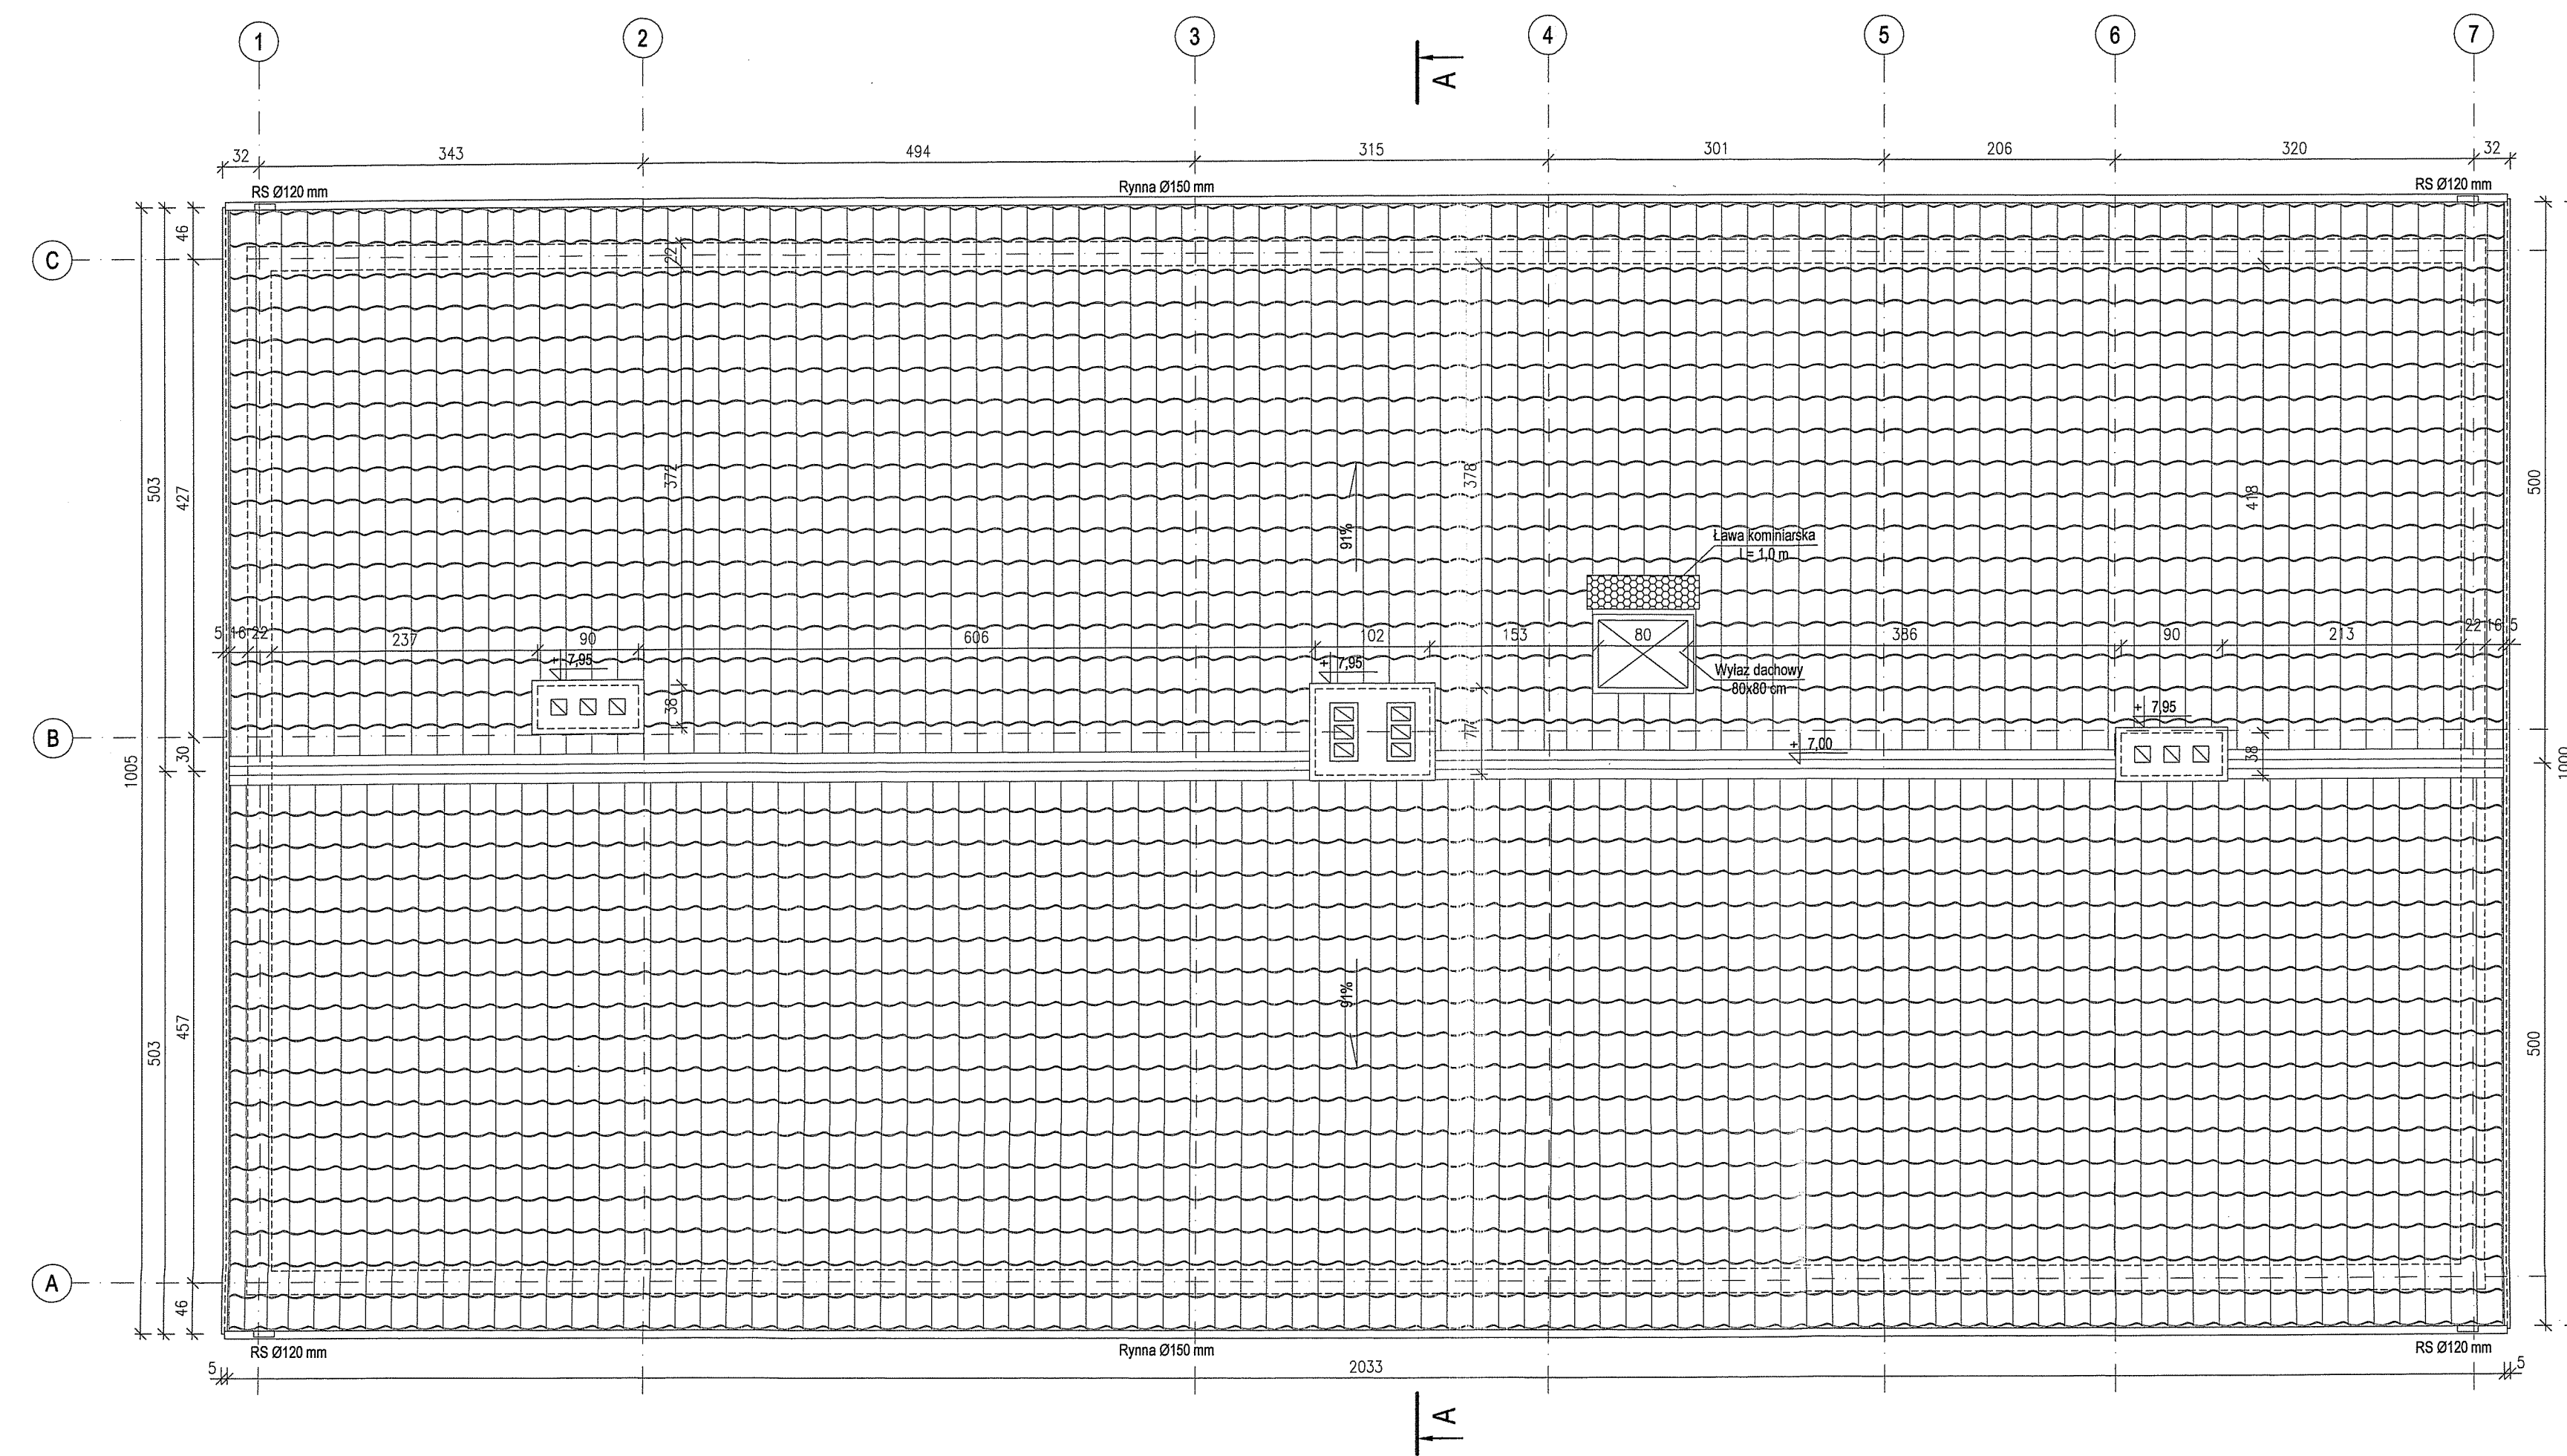 1 2 3 4 5 6 7
A
32 343 494 315 301 206 320 32
RS Ø120 mm Rynna Ø150 mm RS Ø120 mm
46
C
22
503 427 372 378 418 500
91%
Ława kominiarska
L= 1,0 m
5 16 22 237 90 606 102 153 80 386 90 213 22 16 5
+ 7,95 + 7,95
Wyłaz dachowy
80x80 cm
38 77
+ 7,95
B
30
+ 7,00
38
1005 1000
91%
503 457 500
A
46
RS Ø120 mm Rynna Ø150 mm RS Ø120 mm
5 2033 5
A